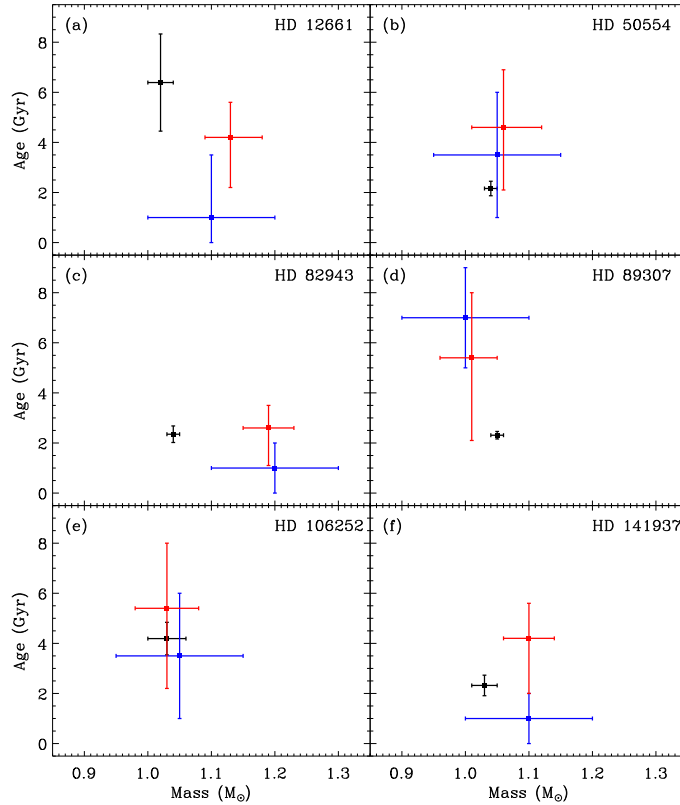 (a) HD 12661
(b) HD 50554
8
6
4
2
0
Age (Gyr)
(c) HD 82943
(d) HD 89307
8
6
4
2
0
Age (Gyr)
(e) HD 106252
(f) HD 141937
8
6
4
2
0
Age (Gyr)
0.9 1.0 1.1 1.2 1.3
0.9 1.0 1.1 1.2 1.3
Mass (M☉)
Mass (M☉)